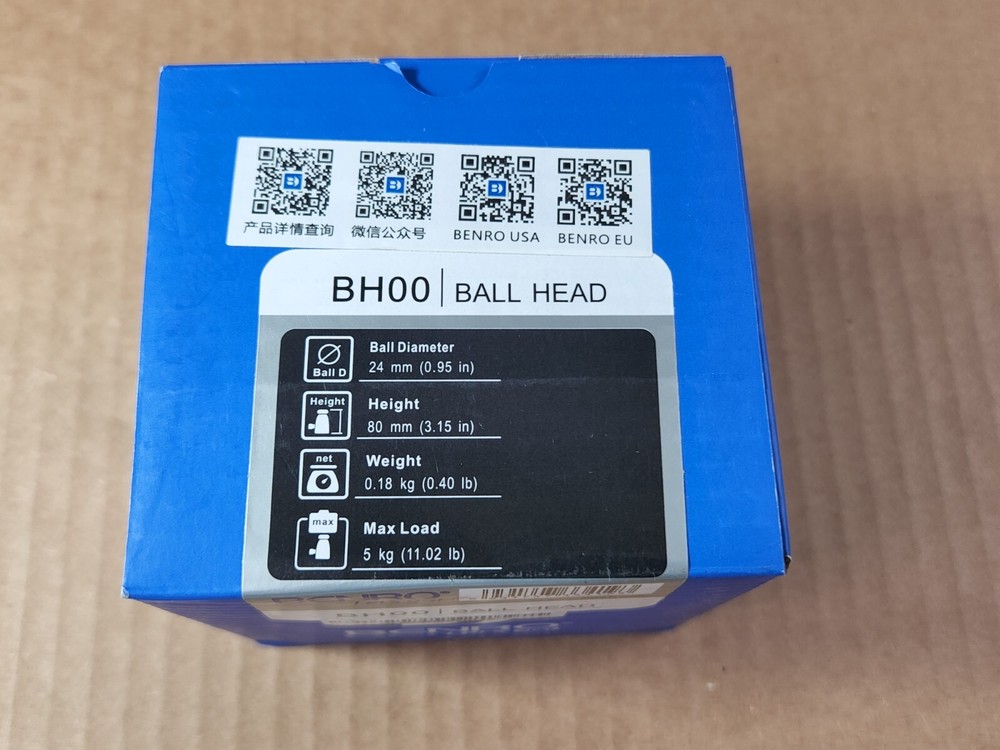 产品详情查询
微信公众号
BENRO USA
BENRO EU
BH00 | BALL HEAD
Ball D
Ball Diameter
24 mm (0.95 in)
Height
Height
80 mm (3.15 in)
net
Weight
0.18 kg (0.40 lb)
max
Max Load
5 kg (11.02 lb)
BH00 | BALL HEAD